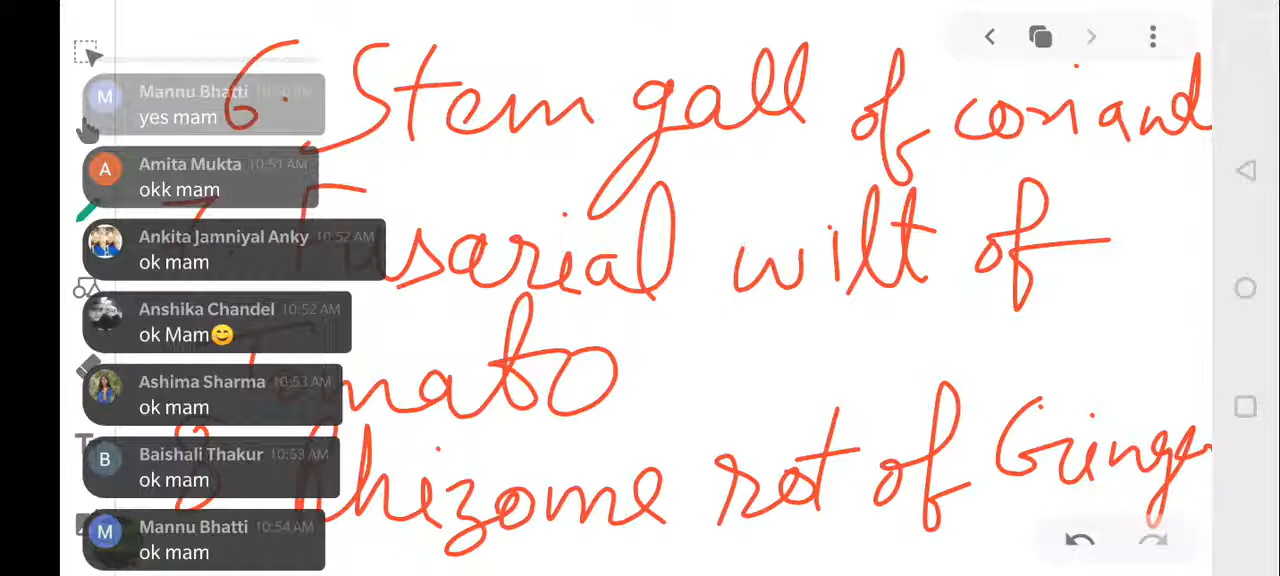 6. Stem gall of coriand
7. Fusarial wilt of
Tomato
8 Rhizome rot of Ginge
M
Mannu Bhatti
yes mam
A
Amita Mukta 10:51 AM
okk mam
Ankita Jamniyal Anky 10:52 AM
ok mam
Anshika Chandel 10:52 AM
ok Mam😊
Ashima Sharma 10:53 AM
ok mam
B
Baishali Thakur 10:53 AM
ok mam
M
Mannu Bhatti 10:54 AM
ok mam